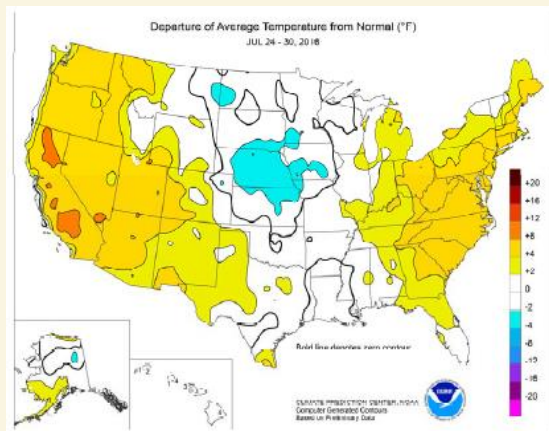 Departure of Average Temperature from Normal (°F)
JUL 24 - 30, 2016
+20
+16
+12
+8
+4
+2
0
-2
-4
-8
-12
-16
-20
Bold line denotes zero contour
CLIMATE PREDICTION CENTER, NOAA
Computer Generated Contours
Based on Preliminary Data